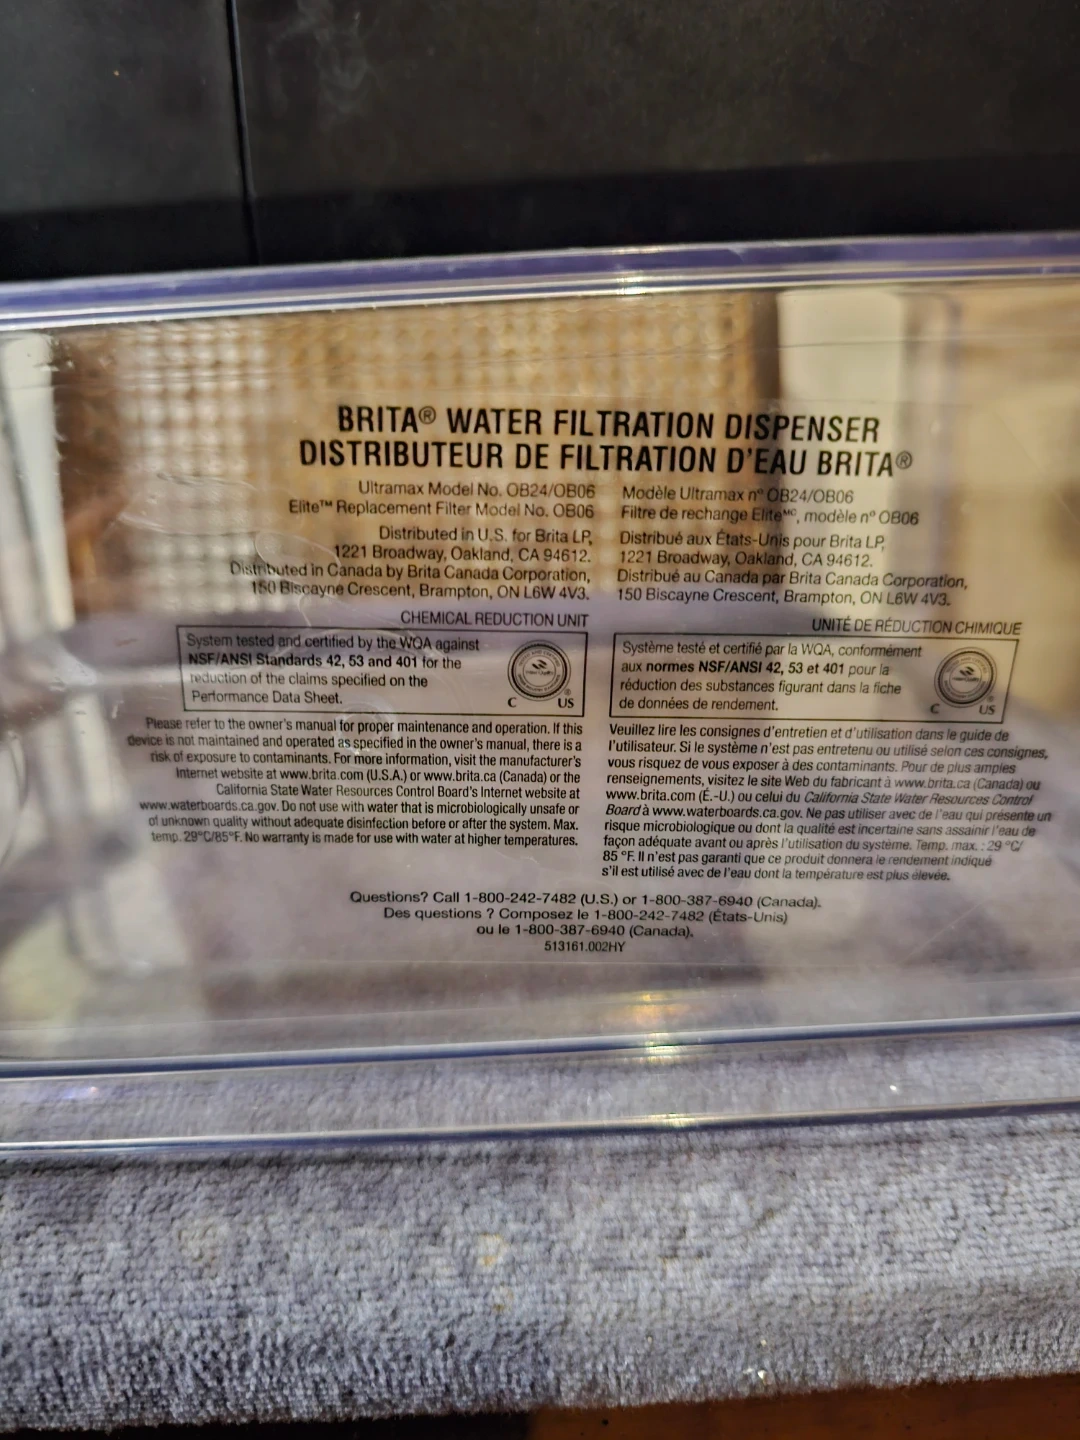 BRITA® WATER FILTRATION DISPENSER
DISTRIBUTEUR DE FILTRATION D'EAU BRITA®
Ultramax Model No. OB24/OB06
Elite™ Replacement Filter Model No. OB06
Distributed in U.S. for Brita LP,
1221 Broadway, Oakland, CA 94612.
Distributed in Canada by Brita Canada Corporation,
150 Biscayne Crescent, Brampton, ON L6W 4V3.
CHEMICAL REDUCTION UNIT
System tested and certified by the WQA against
NSF/ANSI Standards 42, 53 and 401 for the
reduction of the claims specified on the
Performance Data Sheet.
C US
®
Please refer to the owner's manual for proper maintenance and operation. If this
device is not maintained and operated as specified in the owner's manual, there is a
risk of exposure to contaminants. For more information, visit the manufacturer's
Internet website at www.brita.com (U.S.A.) or www.brita.ca (Canada) or the
California State Water Resources Control Board's Internet website at
www.waterboards.ca.gov. Do not use with water that is microbiologically unsafe or
of unknown quality without adequate disinfection before or after the system. Max.
temp. 29°C/85°F. No warranty is made for use with water at higher temperatures.
Modèle Ultramax nº OB24/OB06
Filtre de rechange Elite ᴹᶜ, modèle nº OB06
Distribué aux États-Unis pour Brita LP,
1221 Broadway, Oakland, CA 94612.
Distribué au Canada par Brita Canada Corporation,
150 Biscayne Crescent, Brampton, ON L6W 4V3.
UNITÉ DE RÉDUCTION CHIMIQUE
Système testé et certifié par la WQA, conformément
aux normes NSF/ANSI 42, 53 et 401 pour la
réduction des substances figurant dans la fiche
de données de rendement.
C US
®
Veuillez lire les consignes d'entretien et d'utilisation dans le guide de
l'utilisateur. Si le système n'est pas entretenu ou utilisé selon ces consignes,
vous risquez de vous exposer à des contaminants. Pour de plus amples
renseignements, visitez le site Web du fabricant à www.brita.ca (Canada) ou
www.brita.com (É.-U.) ou celui du California State Water Resources Control
Board à www.waterboards.ca.gov. Ne pas utiliser avec de l'eau qui présente un
risque microbiologique ou dont la qualité est incertaine sans assainir l'eau de
façon adéquate avant ou après l'utilisation du système. Temp. max. : 29 °C/
85 °F. Il n'est pas garanti que ce produit donnera le rendement indiqué
s'il est utilisé avec de l'eau dont la température est plus élevée.
Questions? Call 1-800-242-7482 (U.S.) or 1-800-387-6940 (Canada).
Des questions ? Composez le 1-800-242-7482 (États-Unis)
ou le 1-800-387-6940 (Canada).
513161.002HY